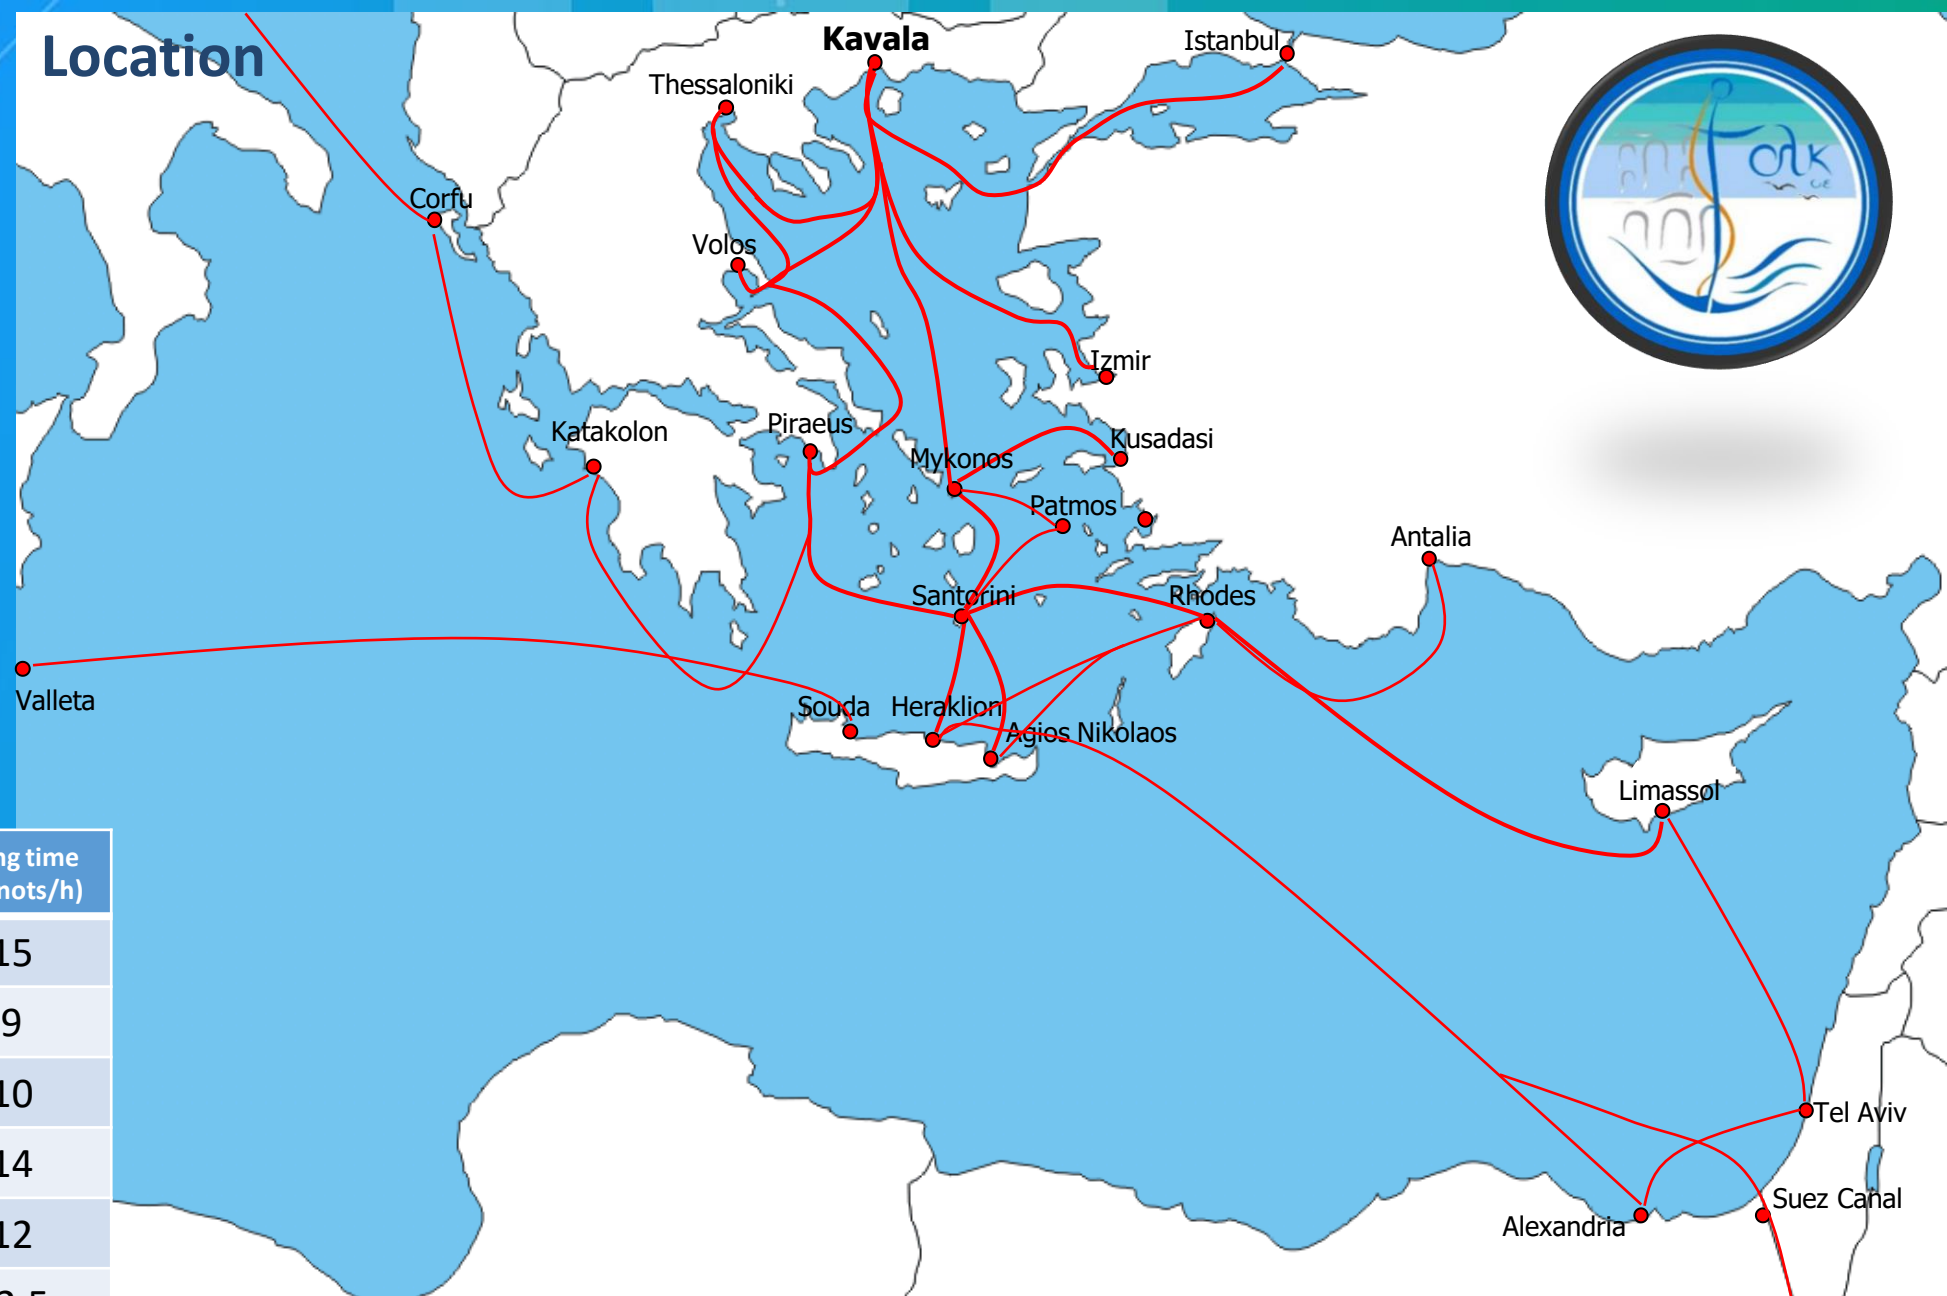 Location
Kavala
Istanbul
Thessaloniki
Corfu
Volos
Izmir
Katakolon
Piraeus
Kusadasi
Mykonos
Patmos
Antalia
Santorini
Rhodes
Valleta
Souda
Heraklion
Agios Nikolaos
Limassol
Tel Aviv
Suez Canal
Alexandria
ng time
nots/h)
15
9
10
14
12